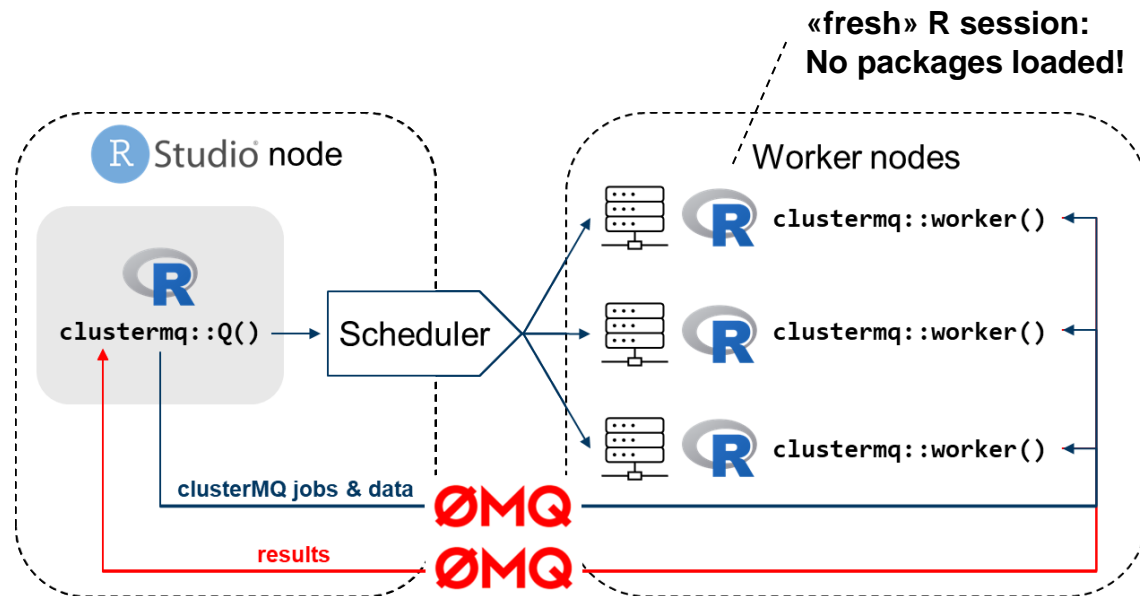 «fresh» R session:
No packages loaded!
R Studio® node
Worker nodes
R
clustermq::Q()
Scheduler
R clustermq::worker()
R clustermq::worker()
R clustermq::worker()
clusterMQ jobs & data
ØMQ
results
ØMQ